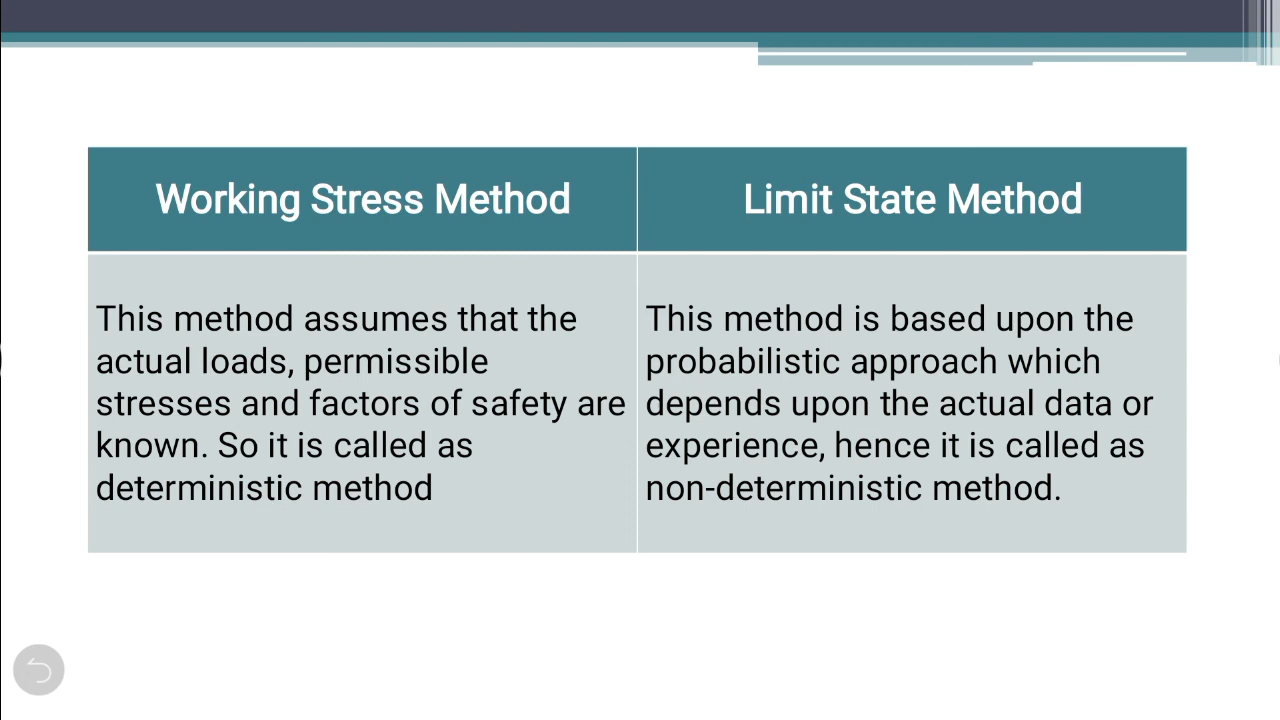 Working Stress Method
Limit State Method
This method assumes that the
actual loads, permissible
stresses and factors of safety are
known. So it is called as
deterministic method
This method is based upon the
probabilistic approach which
depends upon the actual data or
experience, hence it is called as
non-deterministic method.